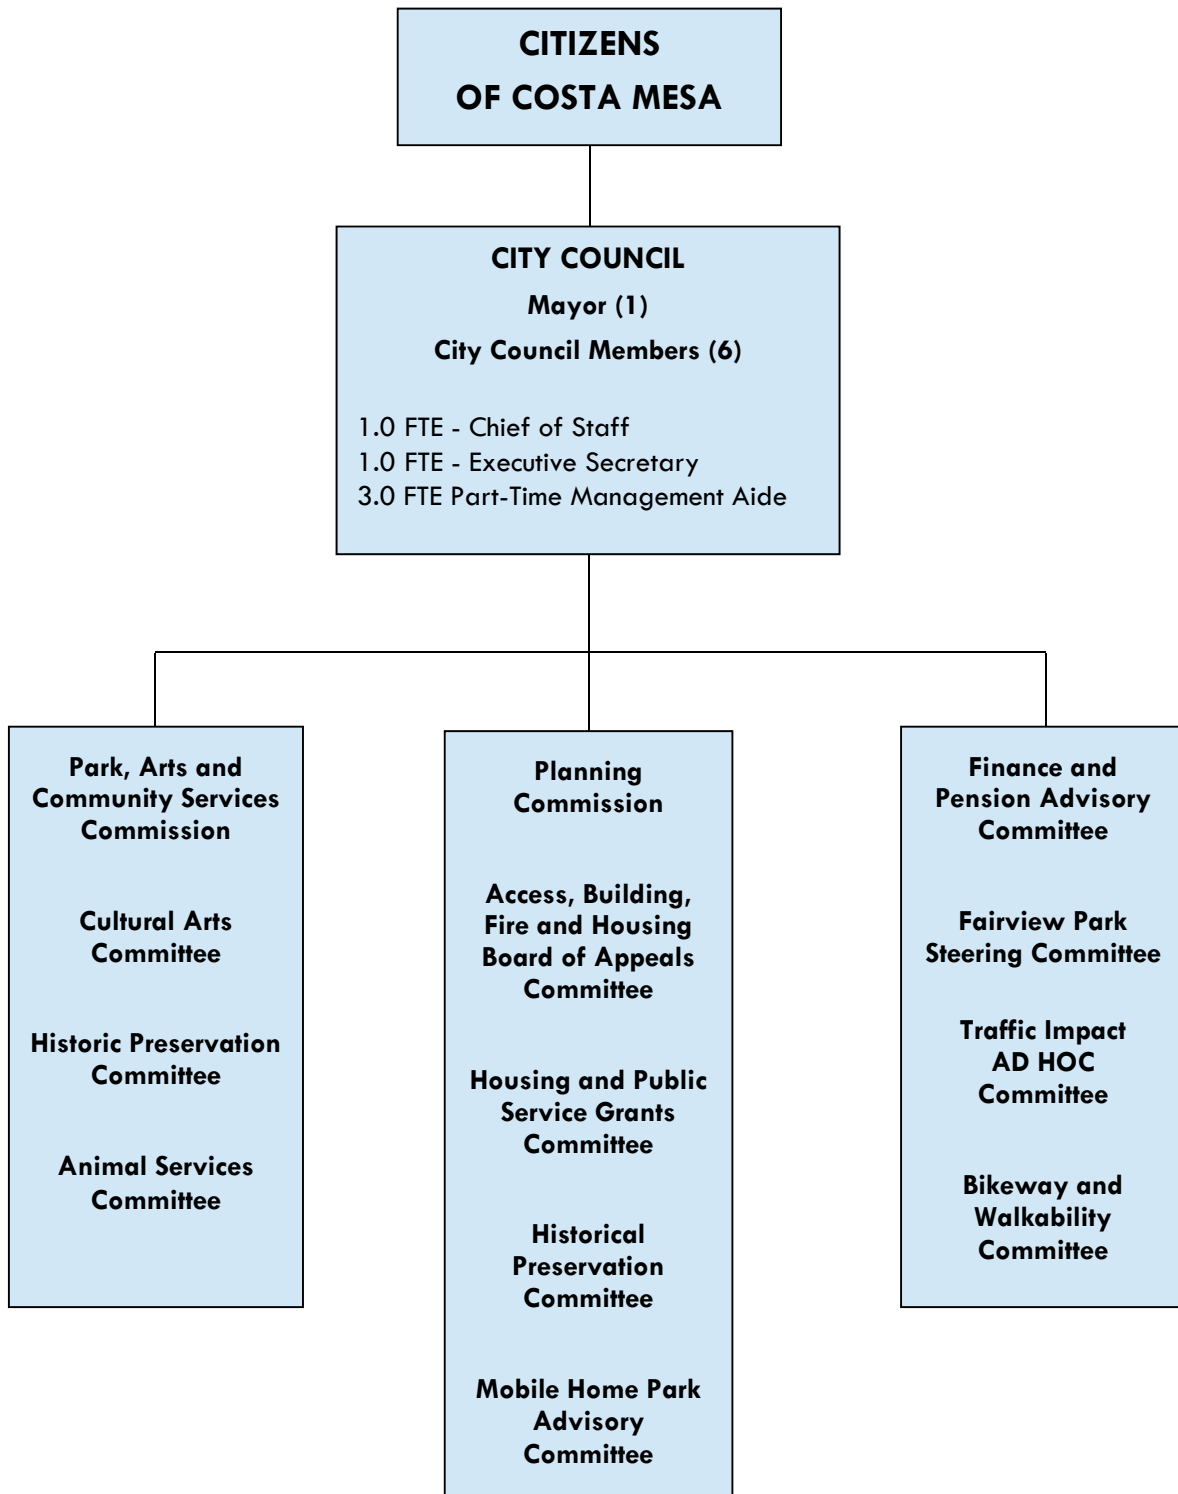 CITIZENS
OF COSTA MESA
CITY COUNCIL
Mayor (1)
City Council Members (6)
1.0 FTE - Chief of Staff
1.0 FTE - Executive Secretary
3.0 FTE Part-Time Management Aide
Park, Arts and
Community Services
Commission
Cultural Arts
Committee
Historic Preservation
Committee
Animal Services
Committee
Planning
Commission
Access, Building,
Fire and Housing
Board of Appeals
Committee
Housing and Public
Service Grants
Committee
Historical
Preservation
Committee
Mobile Home Park
Advisory
Committee
Finance and
Pension Advisory
Committee
Fairview Park
Steering Committee
Traffic Impact
AD HOC
Committee
Bikeway and
Walkability
Committee